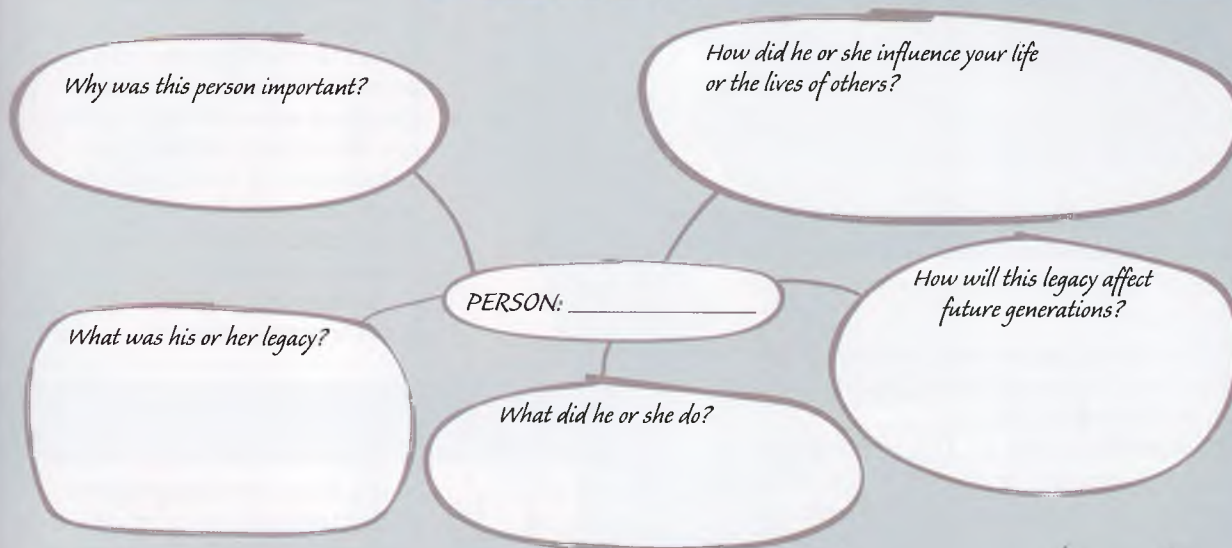 Why was this person important?
How did he or she influence your life
or the lives of others?
PERSON:
How will this legacy affect
future generations?
What was his or her legacy?
What did he or she do?